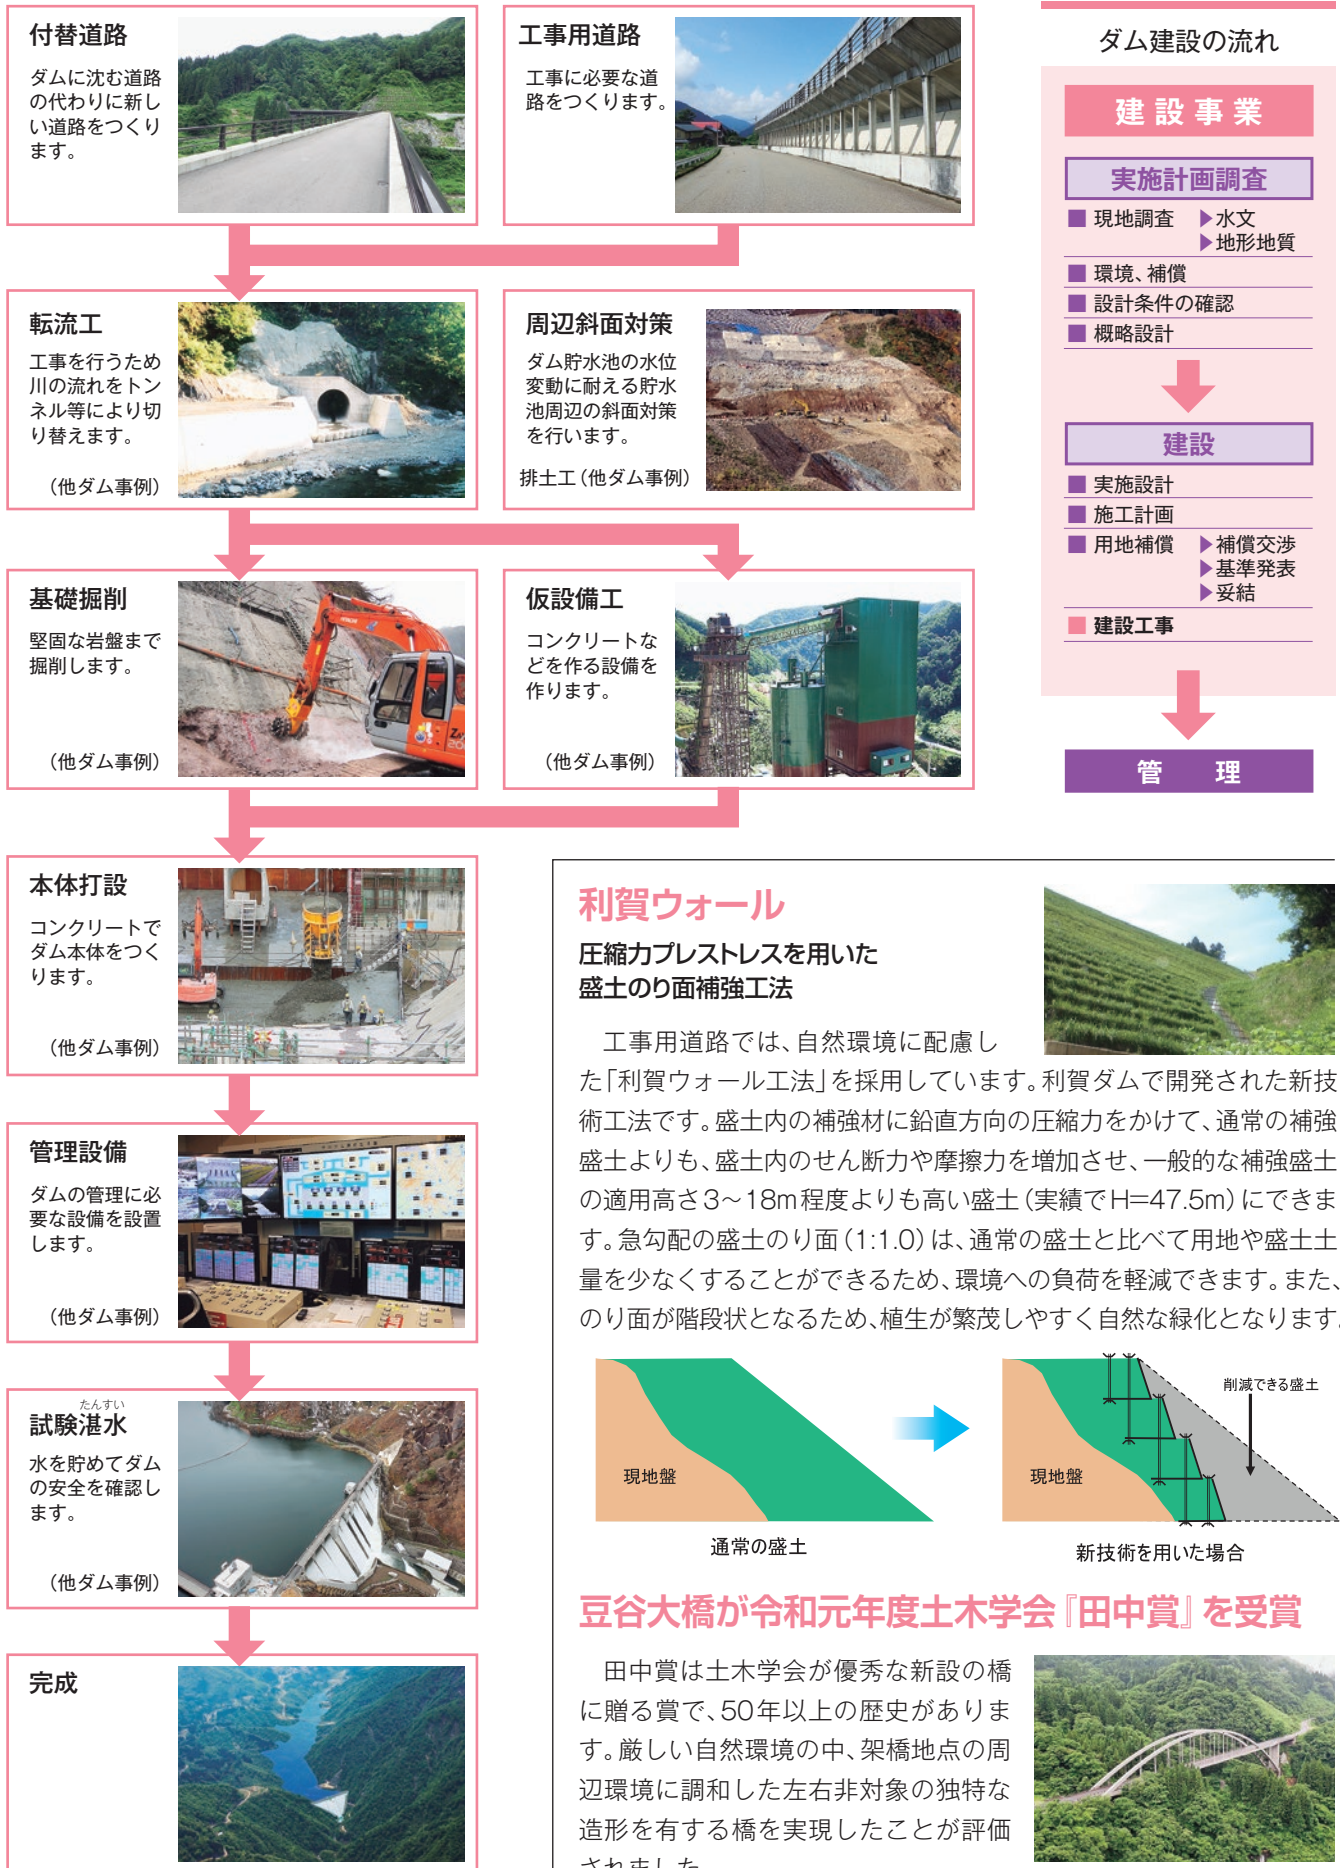 付替道路
ダムに沈む道路
の代わりに新し
い道路をつくり
ます。
工事用道路
工事に必要な道
路をつくります。
転流工
工事を行うため
川の流れをトン
ネル等により切
り替えます。
（他ダム事例）
周辺斜面対策
ダム貯水池の水位
変動に耐える貯水
池周辺の斜面対策
を行います。
排土工（他ダム事例）
基礎掘削
堅固な岩盤まで
掘削します。
（他ダム事例）
仮設備工
コンクリートな
どを作る設備を
作ります。
（他ダム事例）
本体打設
コンクリートで
ダム本体をつく
ります。
（他ダム事例）
管理設備
ダムの管理に必
要な設備を設置
します。
（他ダム事例）
たんすい
試験湛水
水を貯めてダム
の安全を確認し
ます。
（他ダム事例）
完成
ダム建設の流れ
建設事業
実施計画調査
■ 現地調査 ▶水文
▶地形地質
■ 環境、補償
■ 設計条件の確認
■ 概略設計
建設
■ 実施設計
■ 施工計画
■ 用地補償 ▶補償交渉
▶基準発表
▶妥結
■ 建設工事
管 理
利賀ウォール
圧縮力プレストレスを用いた
盛土のり面補強工法
工事用道路では、自然環境に配慮し
た「利賀ウォール工法」を採用しています。利賀ダムで開発された新技
術工法です。盛土内の補強材に鉛直方向の圧縮力をかけて、通常の補強
盛土よりも、盛土内のせん断力や摩擦力を増加させ、一般的な補強盛土
の適用高さ3～18m程度よりも高い盛土（実績でH=47.5m）にできま
す。急勾配の盛土のり面（1:1.0）は、通常の盛土と比べて用地や盛土土
量を少なくすることができるため、環境への負荷を軽減できます。また、
のり面が階段状となるため、植生が繁茂しやすく自然な緑化となります。
現地盤
通常の盛土
削減できる盛土
現地盤
新技術を用いた場合
豆谷大橋が令和元年度土木学会『田中賞』を受賞
田中賞は土木学会が優秀な新設の橋
に贈る賞で、50年以上の歴史がありま
す。厳しい自然環境の中、架橋地点の周
辺環境に調和した左右非対象の独特な
造形を有する橋を実現したことが評価
されました。